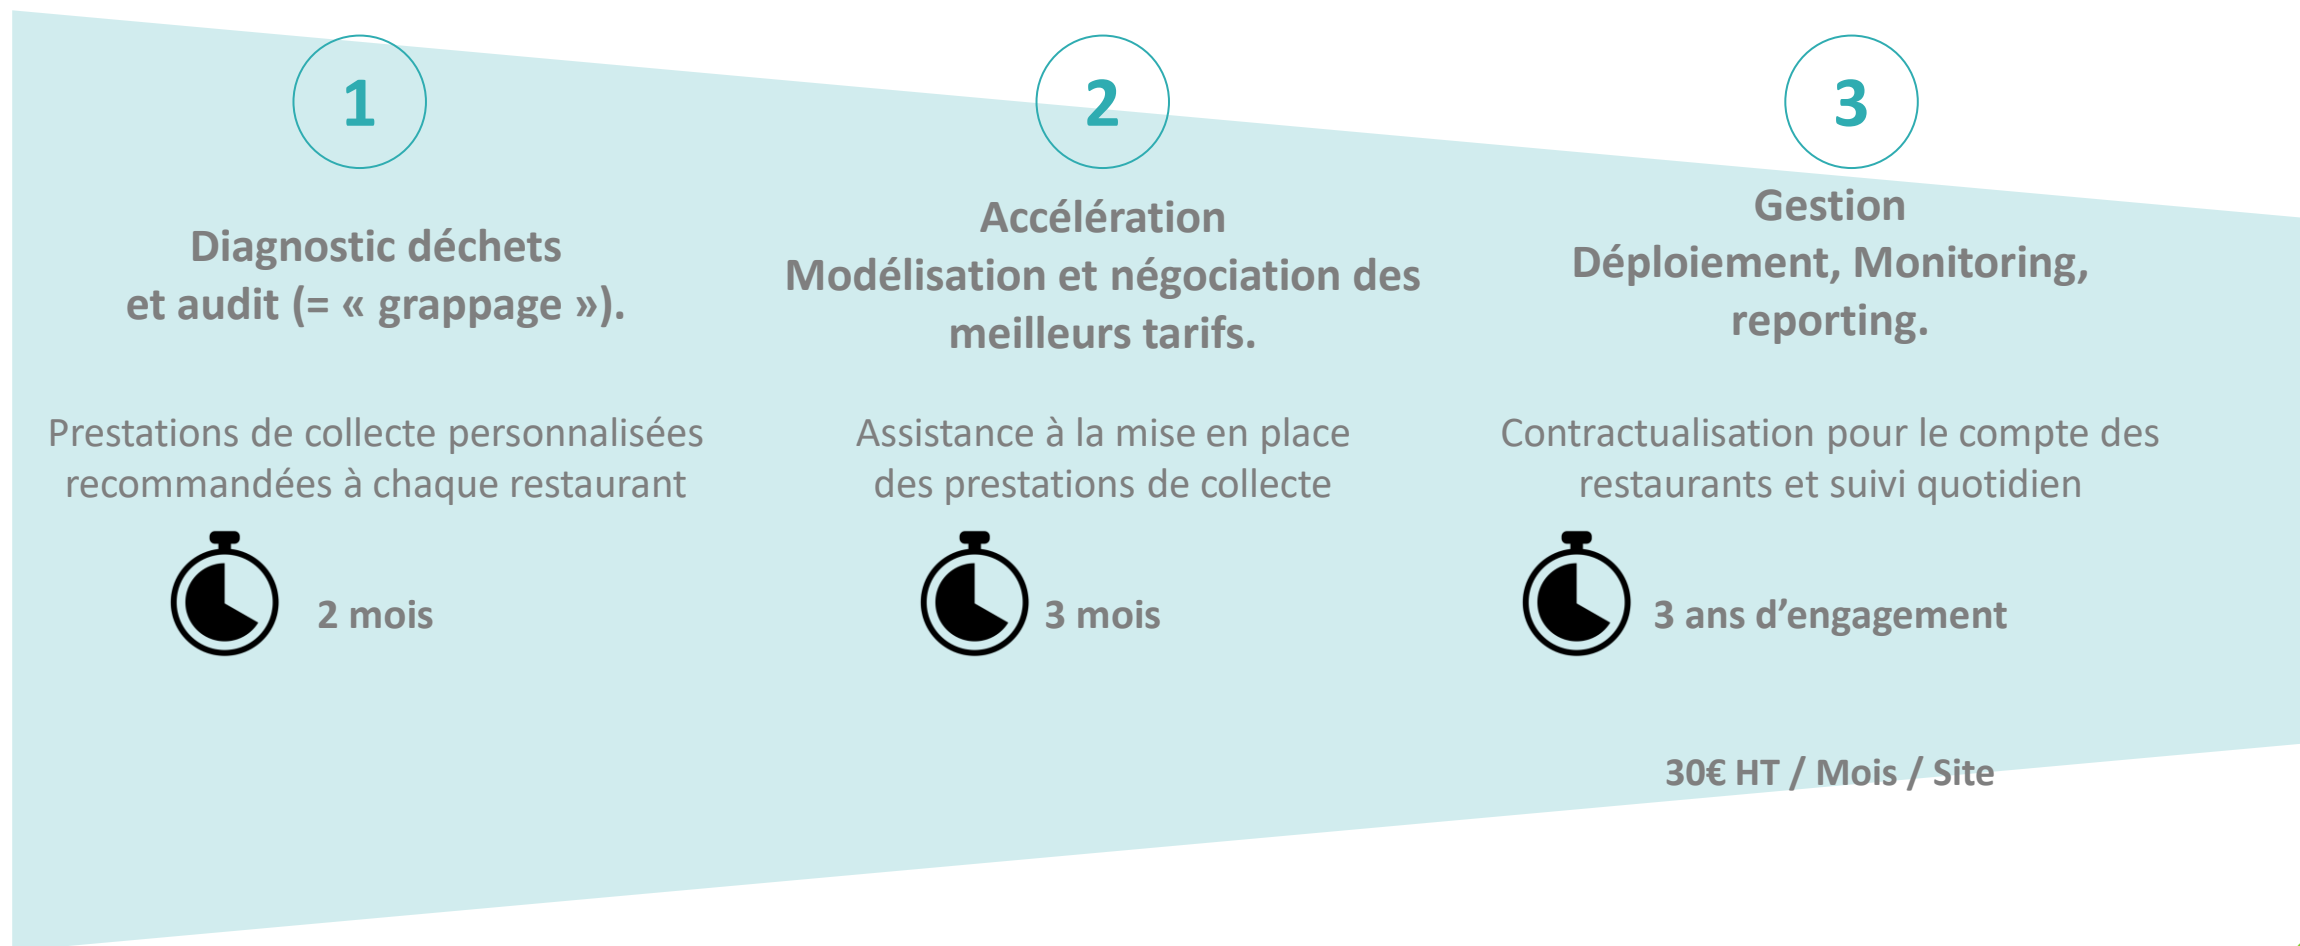 1
Diagnostic déchets
et audit (= « grappage »).
Prestations de collecte personnalisées
recommandées à chaque restaurant
2 mois
2
Accélération
Modélisation et négociation des
meilleurs tarifs.
Assistance à la mise en place
des prestations de collecte
3 mois
3
Gestion
Déploiement, Monitoring,
reporting.
Contractualisation pour le compte des
restaurants et suivi quotidien
3 ans d’engagement
30€ HT / Mois / Site